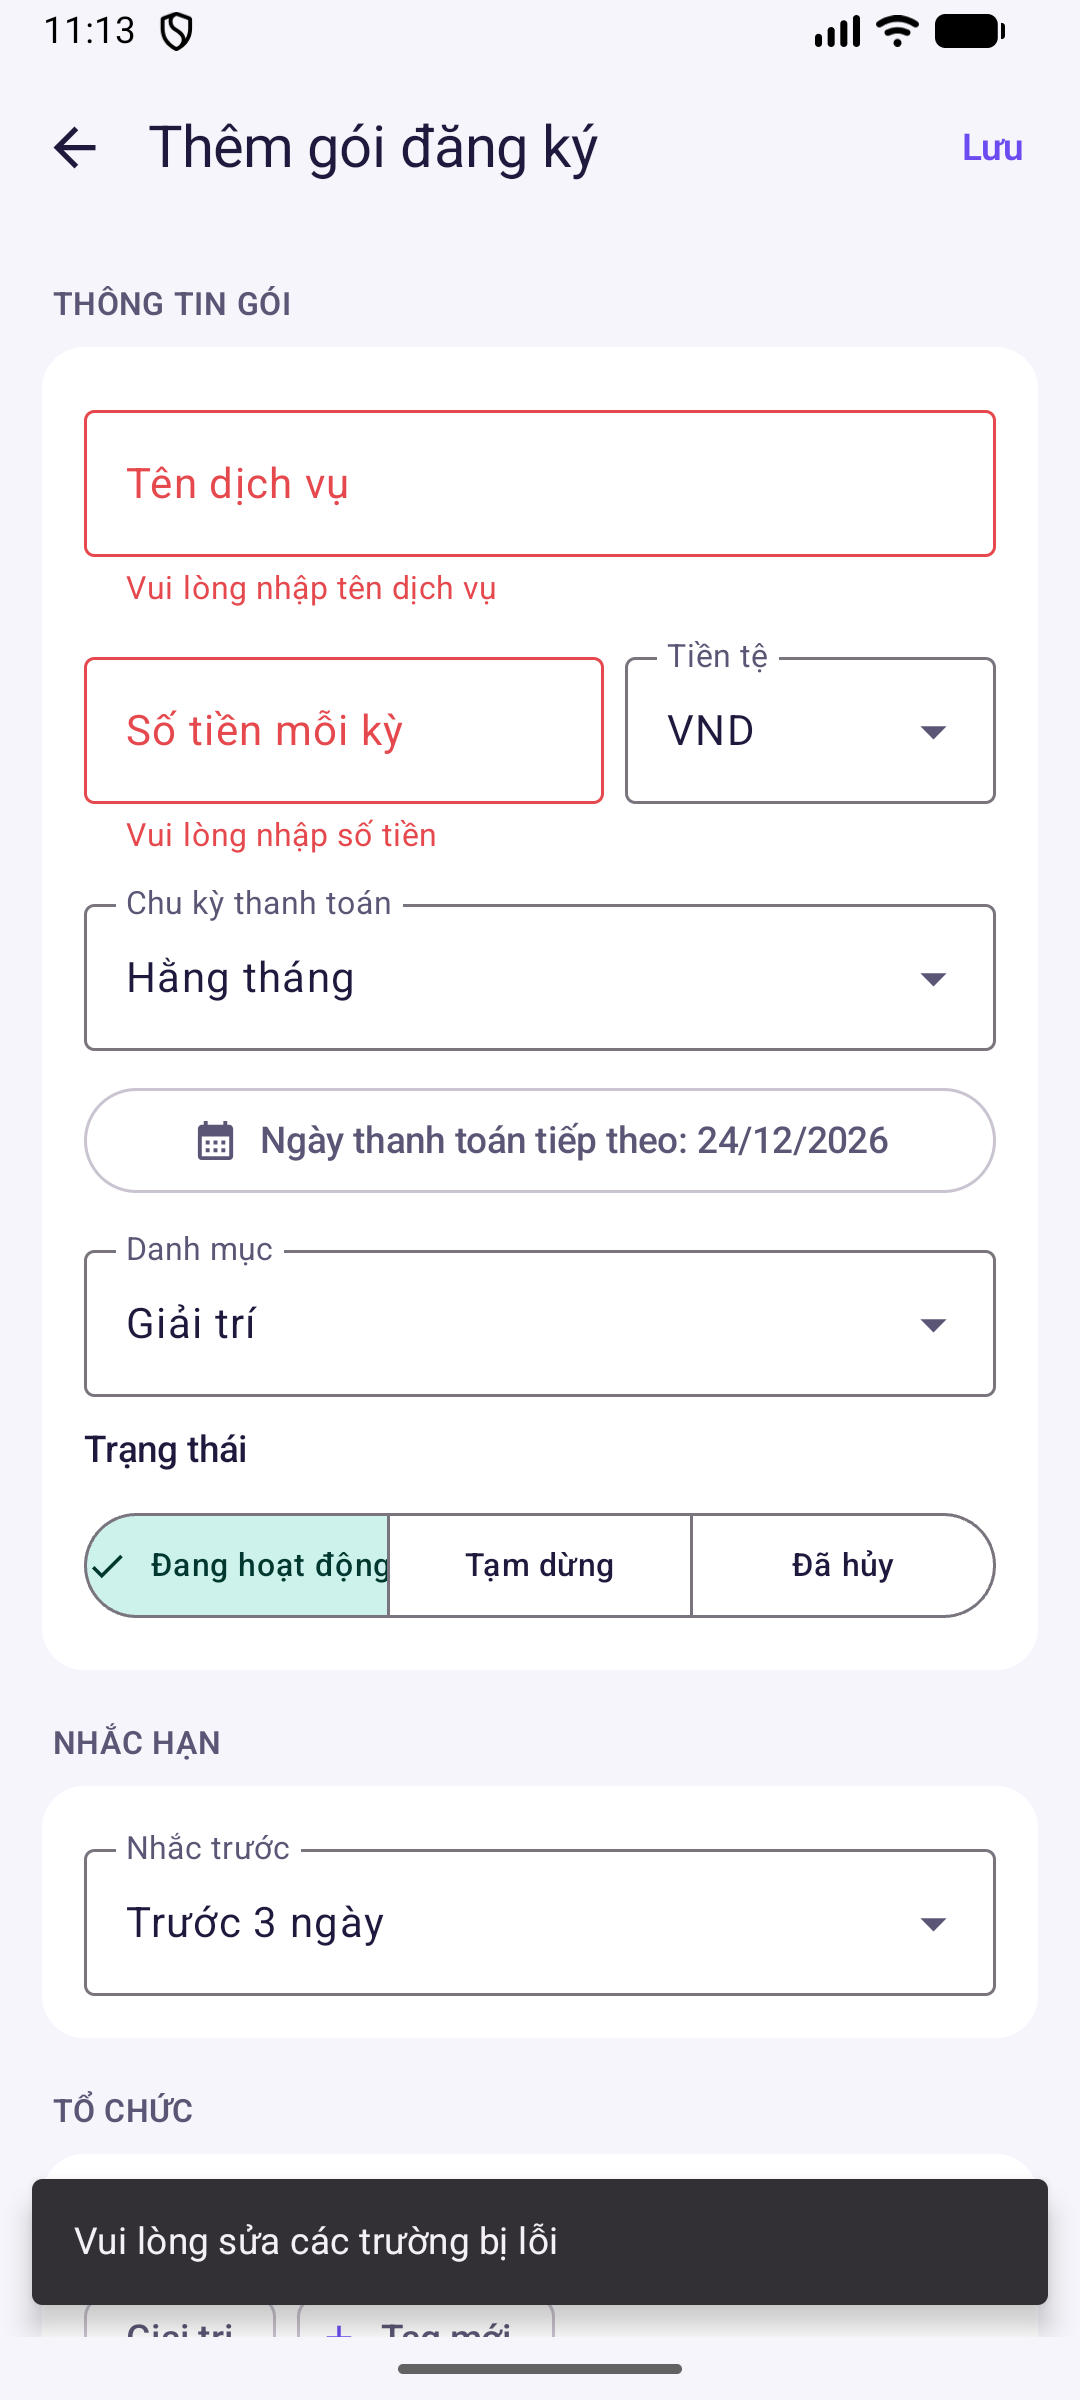 11:13
Thêm gói đăng ký
Lưu
THÔNG TIN GÓI
Tên dịch vụ
Vui lòng nhập tên dịch vụ
Số tiền mỗi kỳ
Tiền tệ
VND
Vui lòng nhập số tiền
Chu kỳ thanh toán
Hằng tháng
Ngày thanh toán tiếp theo: 24/12/2026
Danh mục
Giải trí
Trạng thái
Đang hoạt động
Tạm dừng
Đã hủy
NHẮC HẠN
Nhắc trước
Trước 3 ngày
TỔ CHỨC
Vui lòng sửa các trường bị lỗi
+ Tag mới